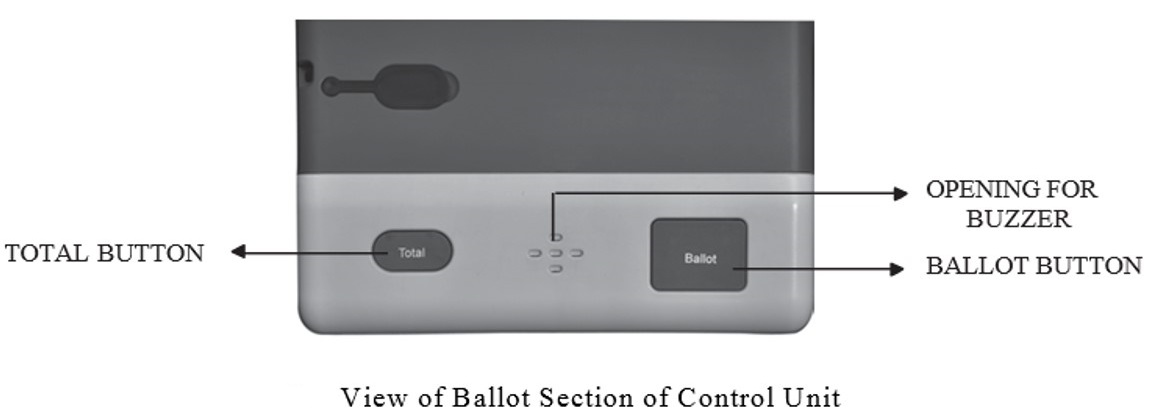 OPENING FOR
BUZZER
TOTAL BUTTON
Total
Ballot
BALLOT BUTTON
View of Ballot Section of Control Unit